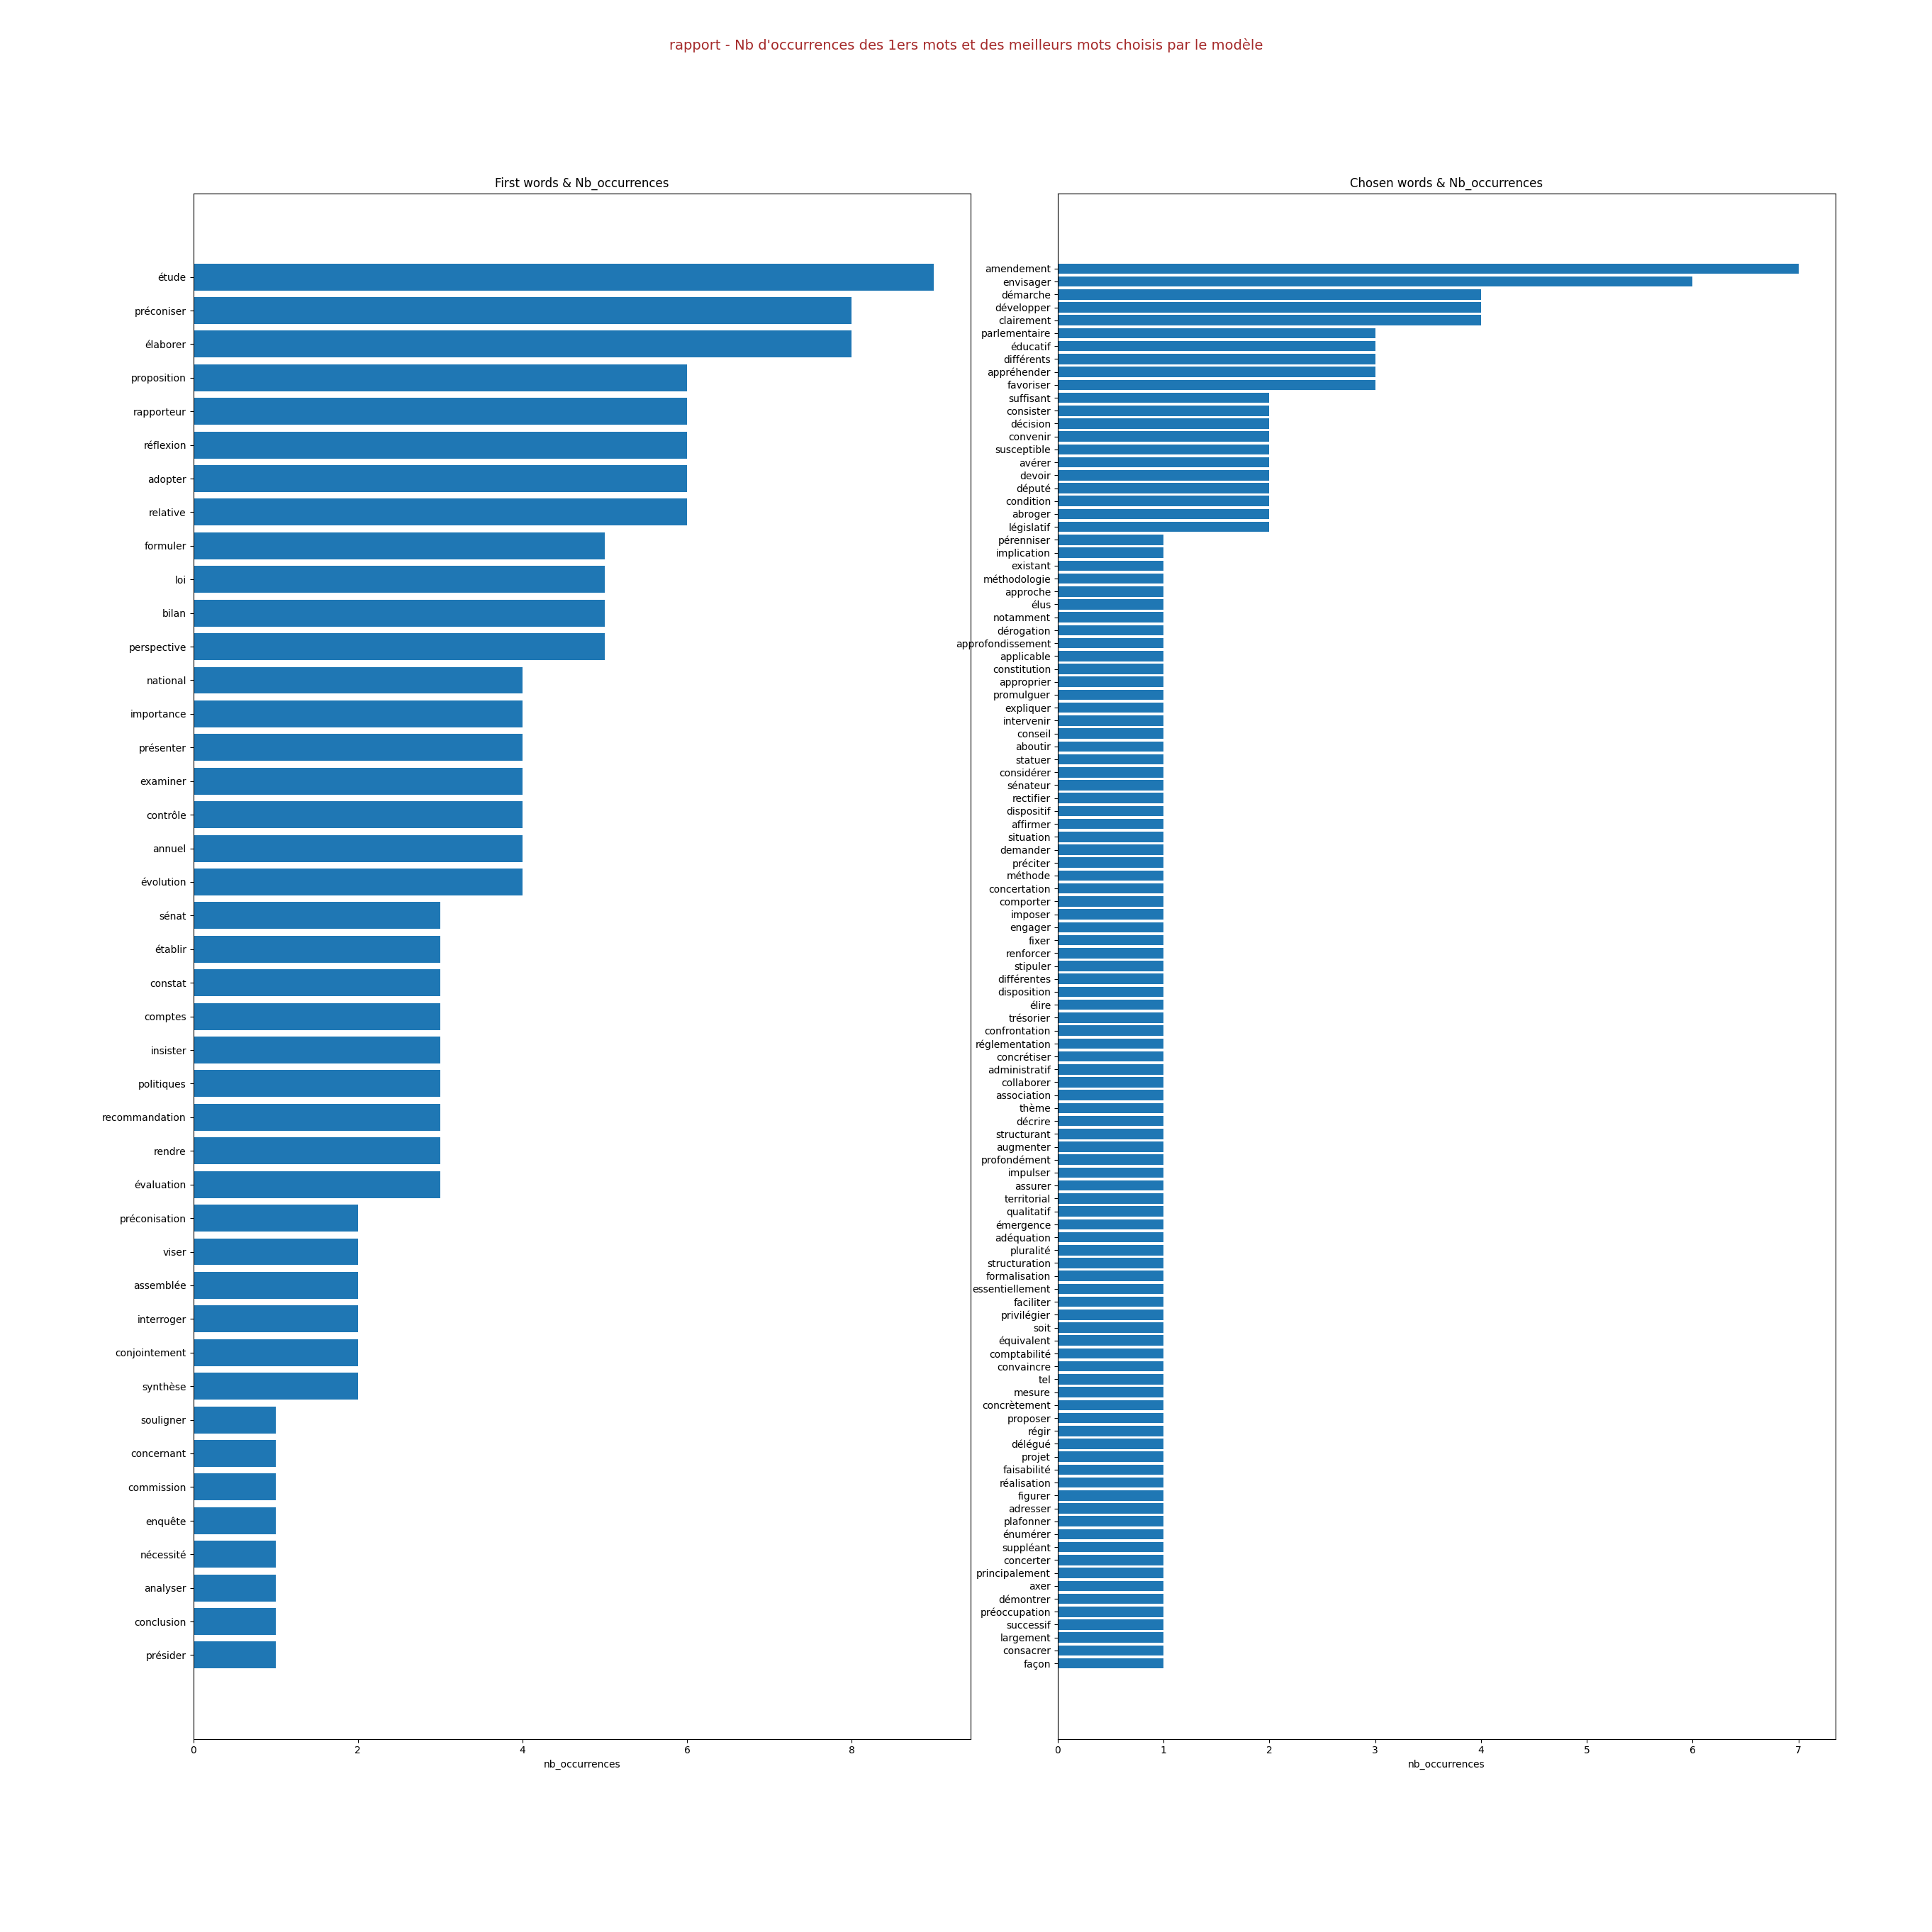 rapport - Nb d'occurrences des 1ers mots et des meilleurs mots choisis par le modèle
First words & Nb_occurrences
étude
préconiser
élaborer
proposition
rapporteur
réflexion
adopter
relative
formuler
loi
bilan
perspective
national
importance
présenter
examiner
contrôle
annuel
évolution
sénat
établir
constat
comptes
insister
politiques
recommandation
rendre
évaluation
préconisation
viser
assemblée
interroger
conjointement
synthèse
souligner
concernant
commission
enquête
nécessité
analyser
conclusion
présider
0 2 4 6 8
nb_occurrences
Chosen words & Nb_occurrences
amendement
envisager
démarche
développer
clairement
parlementaire
éducatif
différents
appréhender
favoriser
suffisant
consister
décision
convenir
susceptible
avérer
devoir
député
condition
abroger
législatif
pérenniser
implication
existant
méthodologie
approche
élus
notamment
dérogation
approfondissement
applicable
constitution
approprier
promulguer
expliquer
intervenir
conseil
aboutir
statuer
considérer
sénateur
rectifier
dispositif
affirmer
situation
demander
préciter
méthode
concertation
comporter
imposer
engager
fixer
renforcer
stipuler
différentes
disposition
élire
trésorier
confrontation
réglementation
concrétiser
administratif
collaborer
association
thème
décrire
structurant
augmenter
profondément
impulser
assurer
territorial
qualitatif
émergence
adéquation
pluralité
structuration
formalisation
essentiellement
faciliter
privilégier
soit
équivalent
comptabilité
convaincre
tel
mesure
concrètement
proposer
régir
délégué
projet
faisabilité
réalisation
figurer
adresser
plafonner
énumérer
suppléant
concerter
principalement
axer
démontrer
préoccupation
successif
largement
consacrer
façon
0 1 2 3 4 5 6 7
nb_occurrences